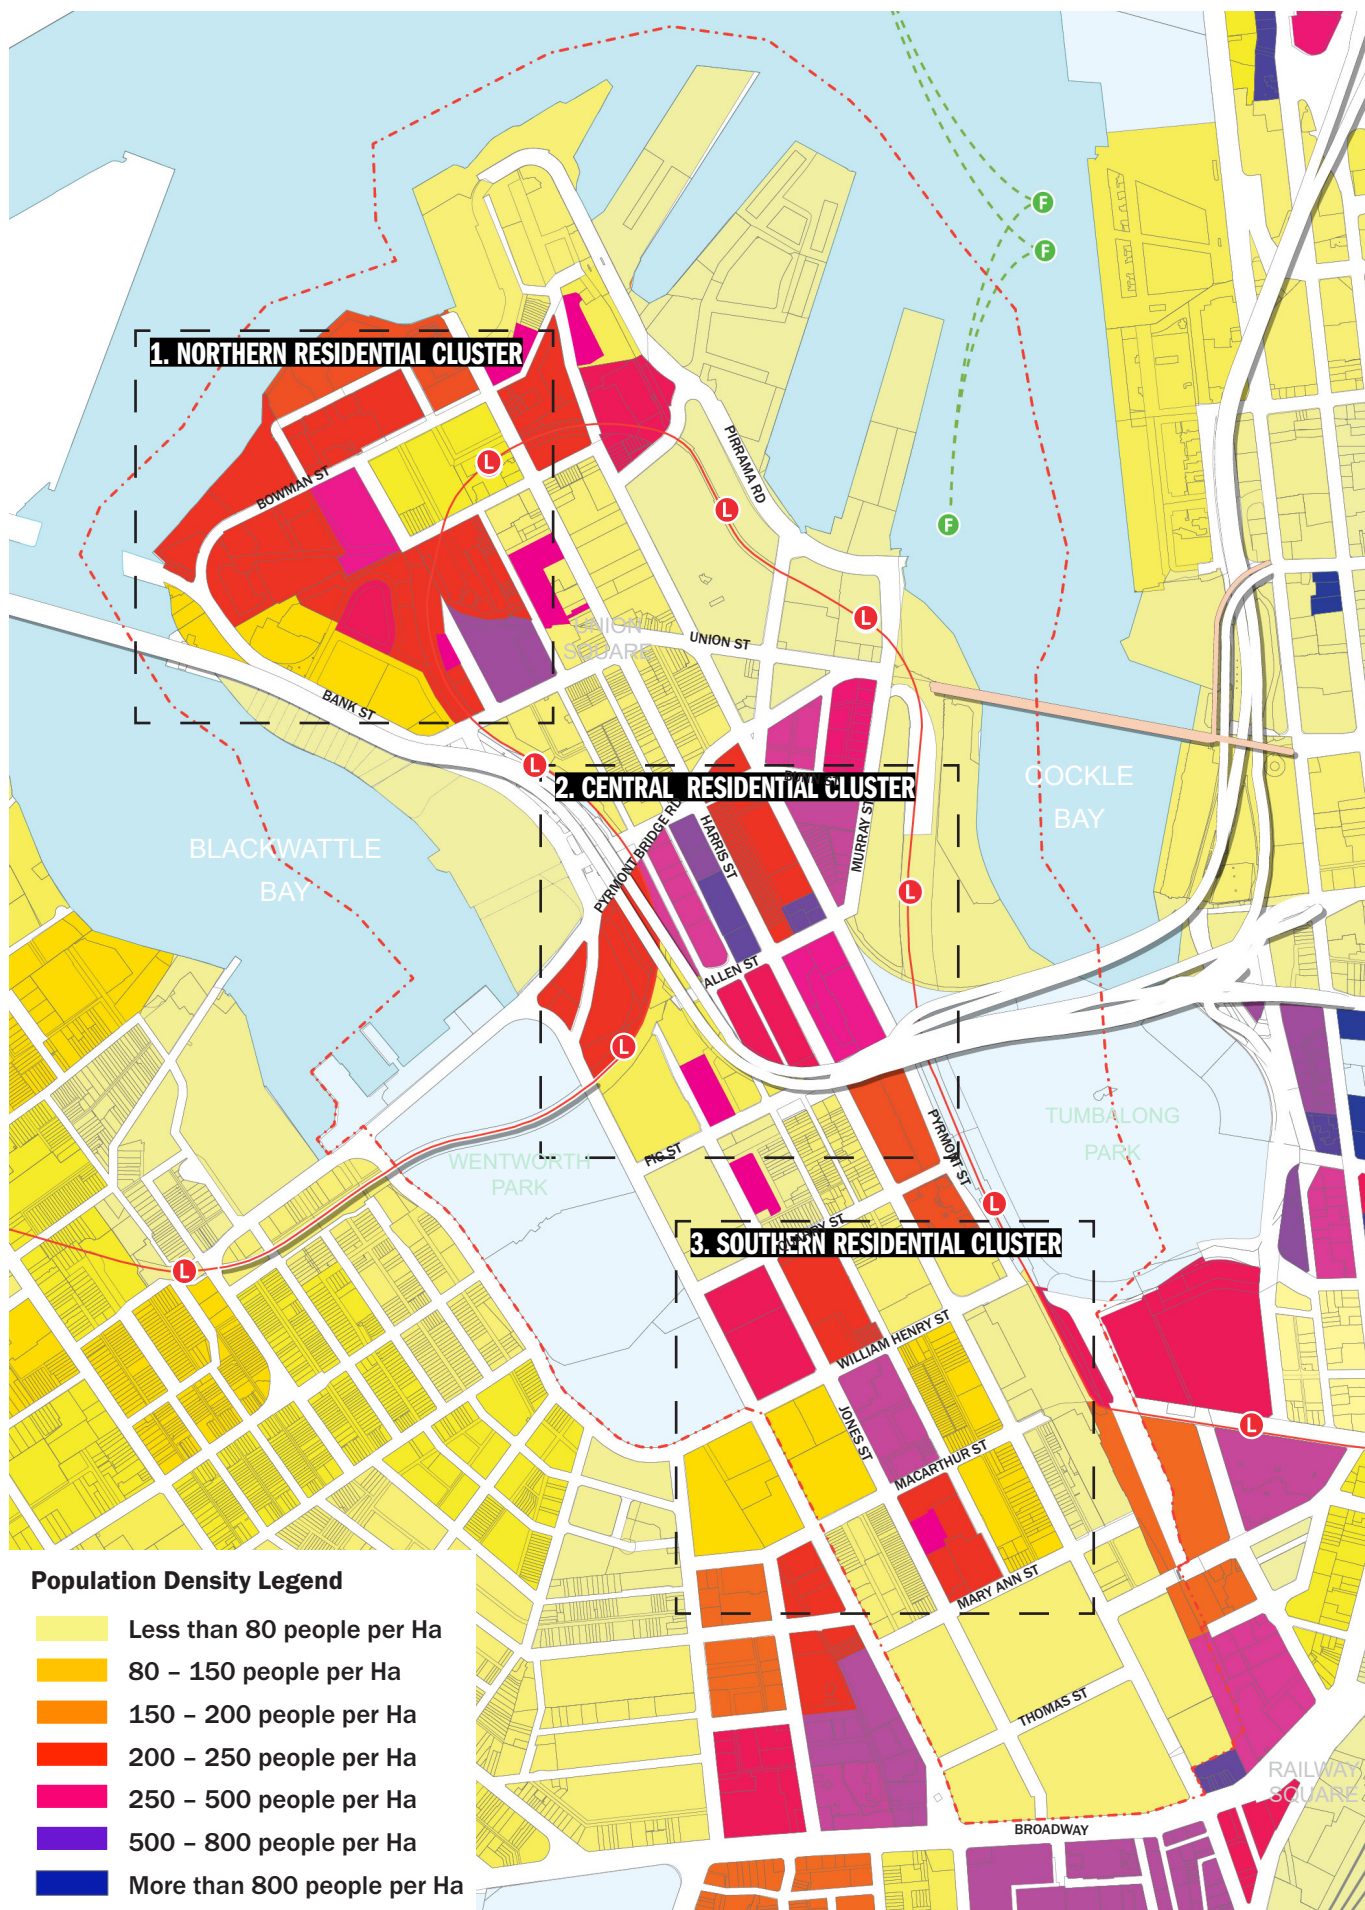 F
F
1. NORTHERN RESIDENTIAL CLUSTER
PIRRAMA RD
L
BOWMAN ST
L
F
L
UNION
SQUARE
UNION ST
BANK ST
L
COCKLE
BAY
BUNN ST
2. CENTRAL RESIDENTIAL CLUSTER
PYRMONT BRIDGE RD
HARRIS ST
MURRAY ST
BLACKWATTLE
BAY
L
ALLEN ST
L
TUMBALONG
PARK
PYRMONT ST
FIG ST
WENTWORTH
PARK
L
QUARRY ST
3. SOUTHERN RESIDENTIAL CLUSTER
L
WILLIAM HENRY ST
JONES ST
L
MACARTHUR ST
MARY ANN ST
THOMAS ST
RAILWAY
SQUARE
BROADWAY
Population Density Legend
Less than 80 people per Ha
80 – 150 people per Ha
150 – 200 people per Ha
200 – 250 people per Ha
250 – 500 people per Ha
500 – 800 people per Ha
More than 800 people per Ha